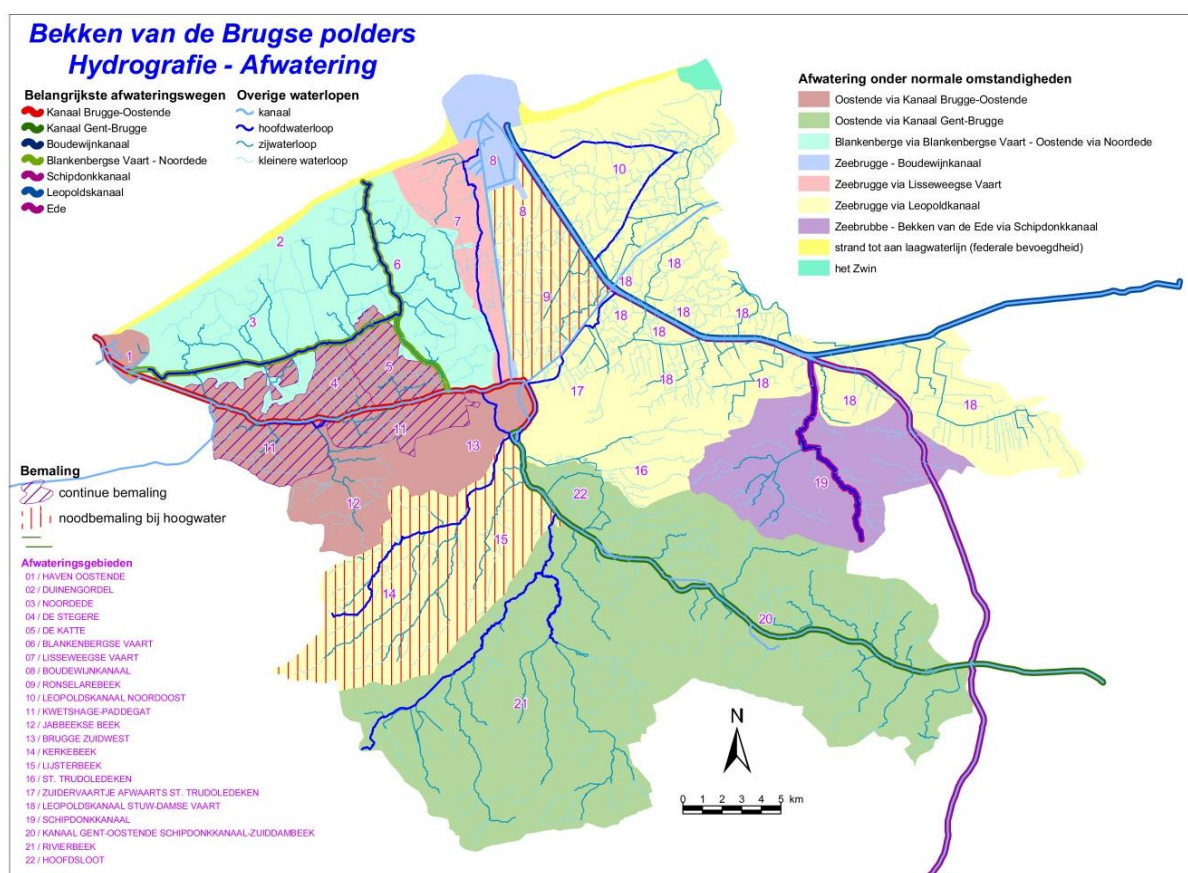 Bekken van de Brugse polders
Hydrografie - Afwatering
Belangrijkste afwateringswegen
Kanaal Brugge-Oostende
Kanaal Gent-Brugge
Boudewijnkanaal
Blankenbergse Vaart - Noordede
Schipdonkkanaal
Leopoldskanaal
Ede
Overige waterlopen
kanaal
hoofdwaterloop
zijwaterloop
kleinere waterloop
Afwatering onder normale omstandigheden
Oostende via Kanaal Brugge-Oostende
Oostende via Kanaal Gent-Brugge
Blankenberge via Blankenbergse Vaart - Oostende via Noordede
Zeebrugge - Boudewijnkanaal
Zeebrugge via Lisseweegse Vaart
Zeebrugge via Leopoldkanaal
Zeebrubbe - Bekken van de Ede via Schipdonkkanaal
strand tot aan laagwaterlijn (federale bevoegdheid)
het Zwin
8
10
7
8
2
6
18
18
9
3
18
18
18
18
1
18
5
4
17
18
18
18
18
11
13
11
16
19
22
12
15
14
20
21
Bemaling
continue bemaling
noodbemaling bij hoogwater
Afwateringsgebieden
01 / HAVEN OOSTENDE
02 / DUINENGORDEL
03 / NOORDEDE
04 / DE STEGERE
05 / DE KATTE
06 / BLANKENBERGSE VAART
07 / LISSEWEEGSE VAART
08 / BOUDEWIJNKANAAL
09 / RONSELAREBEEK
10 / LEOPOLDSKANAAL NOORDOOST
11 / KWETSHAGE-PADDEGAT
12 / JABBEEKSE BEEK
13 / BRUGGE ZUIDWEST
14 / KERKEBEEK
15 / LIJSTERBEEK
16 / ST. TRUDOLEDEKEN
17 / ZUIDERVAARTJE AFWAARTS ST. TRUDOLEDEKEN
18 / LEOPOLDSKANAAL STUW-DAMSE VAART
19 / SCHIPDONKKANAAL
20 / KANAAL GENT-OOSTENDE SCHIPDONKKANAAL-ZUIDDAMBEEK
21 / RIVIERBEEK
22 / HOOFDSLOOT
N
0 1 2 3 4 5 km